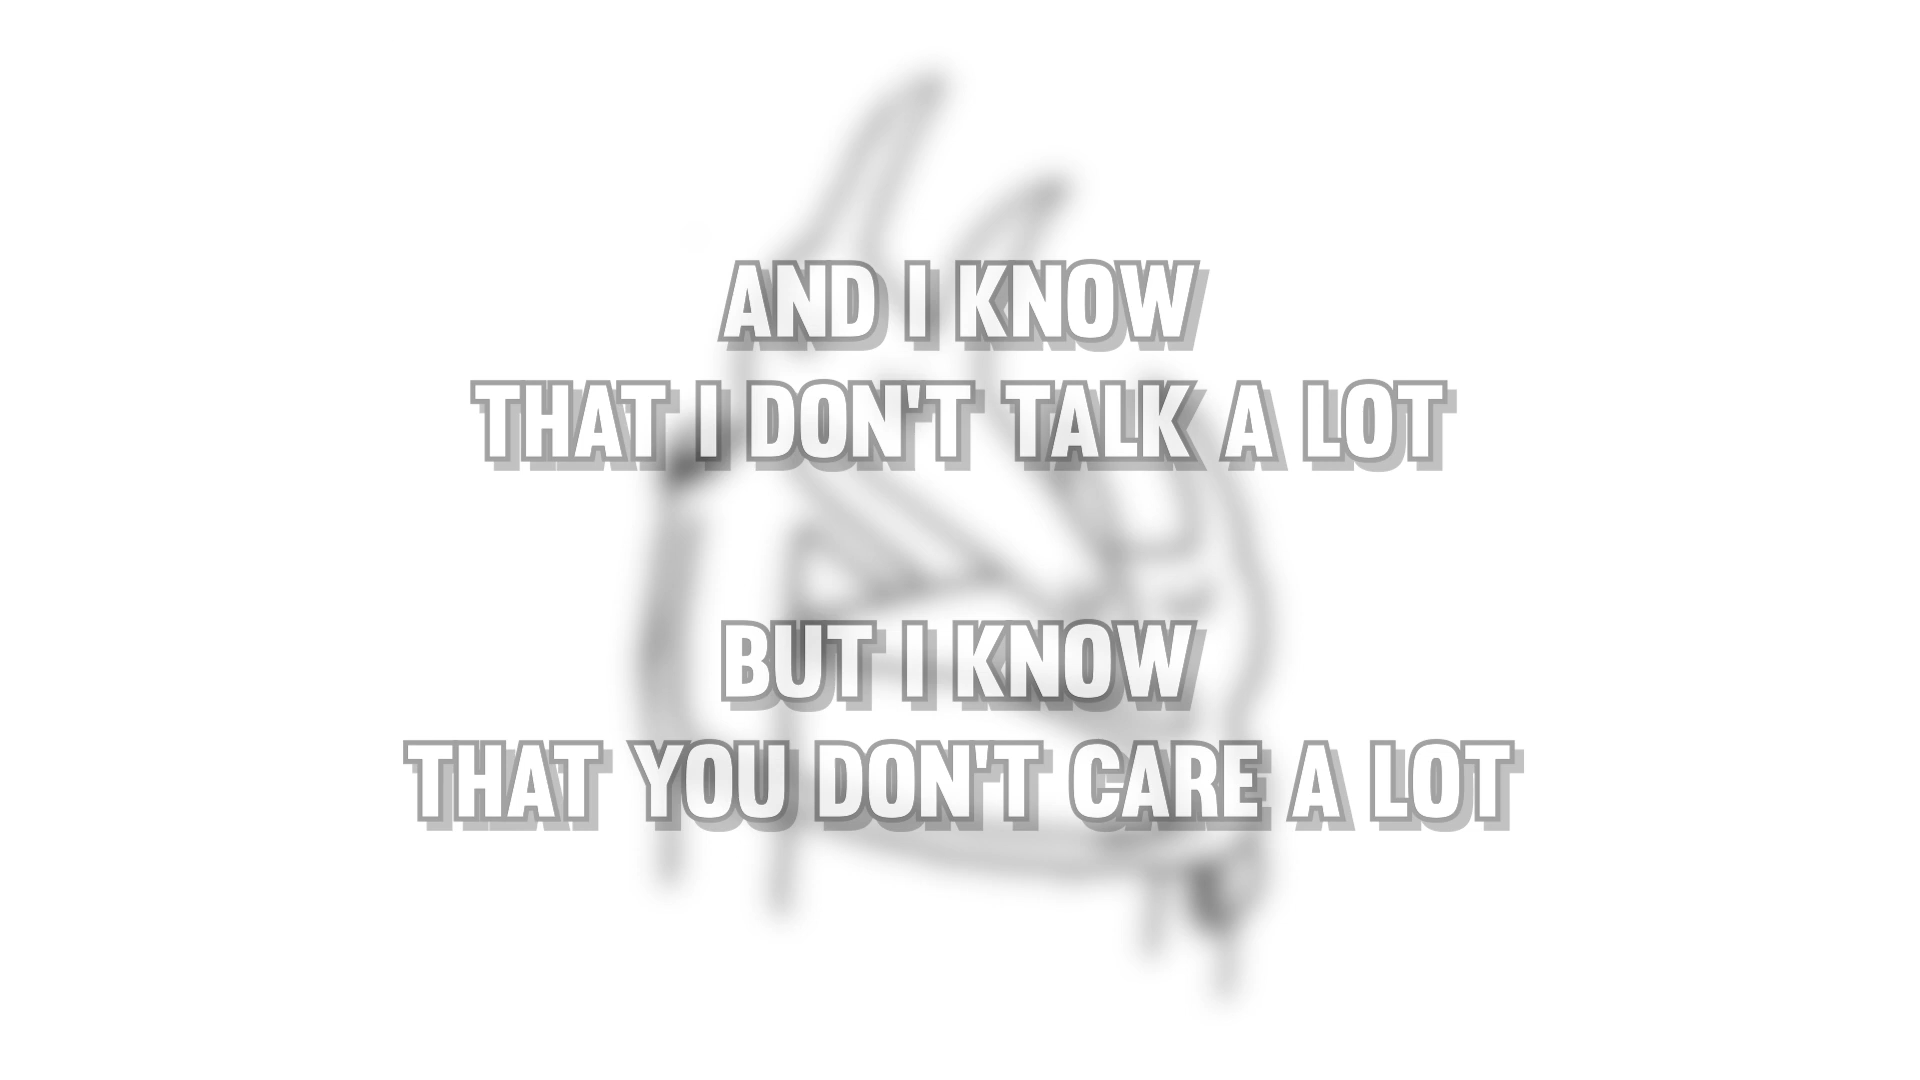 AND I KNOW
THAT I DON'T TALK A LOT
BUT I KNOW
THAT YOU DON'T CARE A LOT